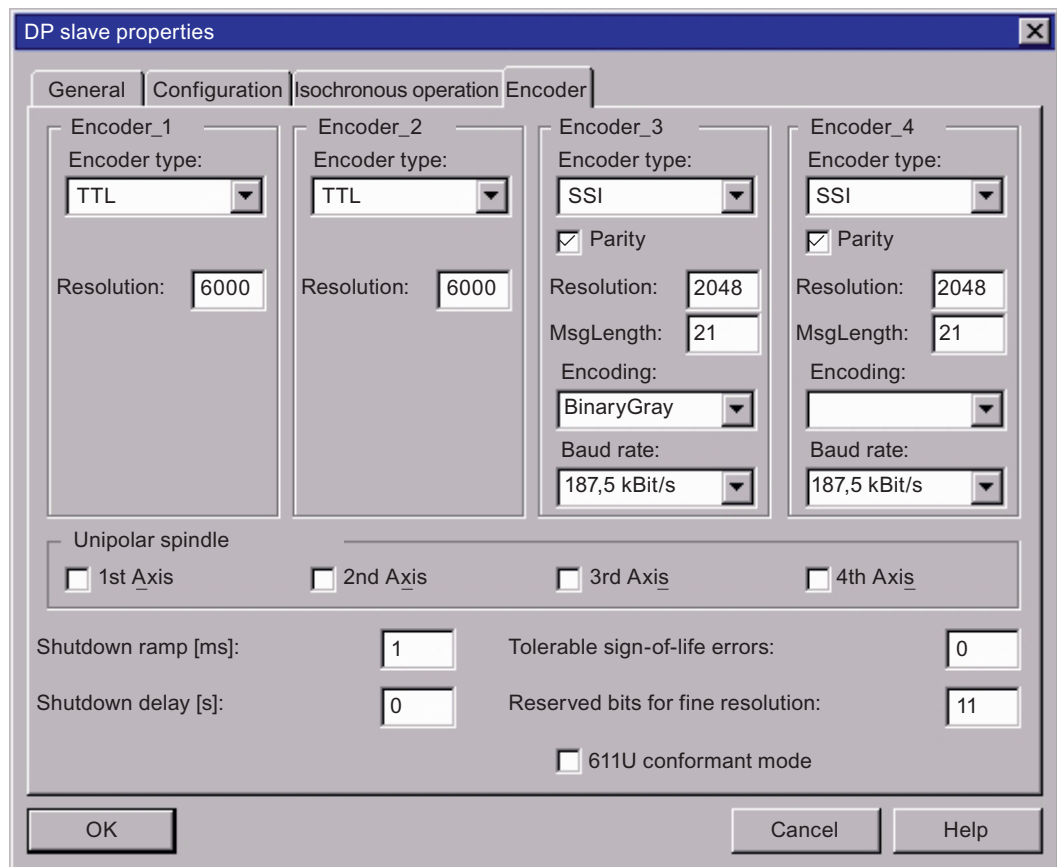 DP slave properties
General Configuration Isochronous operation Encoder
Encoder_1 Encoder_2 Encoder_3 Encoder_4
Encoder type: Encoder type: Encoder type: Encoder type:
TTL TTL SSI SSI
Parity Parity
Resolution: 6000 Resolution: 6000 Resolution: 2048 Resolution: 2048
MsgLength: 21 MsgLength: 21
Encoding: Encoding:
BinaryGray
Baud rate: Baud rate:
187,5 kBit/s 187,5 kBit/s
Unipolar spindle
1st Axis 2nd Axis 3rd Axis 4th Axis
Shutdown ramp [ms]: 1 Tolerable sign-of-life errors: 0
Shutdown delay [s]: 0 Reserved bits for fine resolution: 11
611U conformant mode
OK Cancel Help